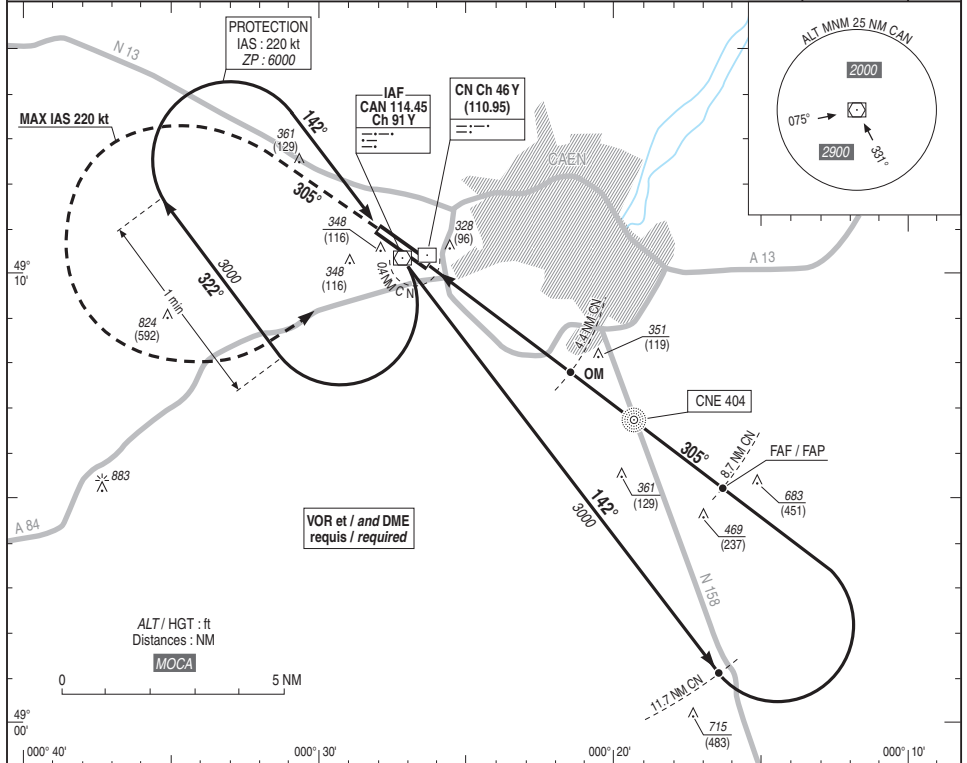 N 13
PROTECTION
IAS : 220 kt
ZP : 6000
MAX IAS 220 kt
142°
361
(129)
305°
IAF
CAN 114.45
Ch 91 Y
CN Ch 46 Y
(110.95)
CAEN
ALT MNM 25 NM CAN
2000
075°
2900
331°
348
(116)
328
(96)
348
(116)
0.4 NM CN
A 13
49°
10'
3000
322°
1 min
824
(592)
351
(119)
OM
CNE 404
305°
8.7 NM CN
FAF / FAP
361
(129)
683
(451)
469
(237)
883
A 84
142°
3000
VOR et / and DME
requis / required
N 158
ALT / HGT : ft
Distances : NM
MOCA
0
5 NM
11.7 NM CN
715
(483)
49°
00'
000° 40'
000° 30'
000° 20'
000° 10'